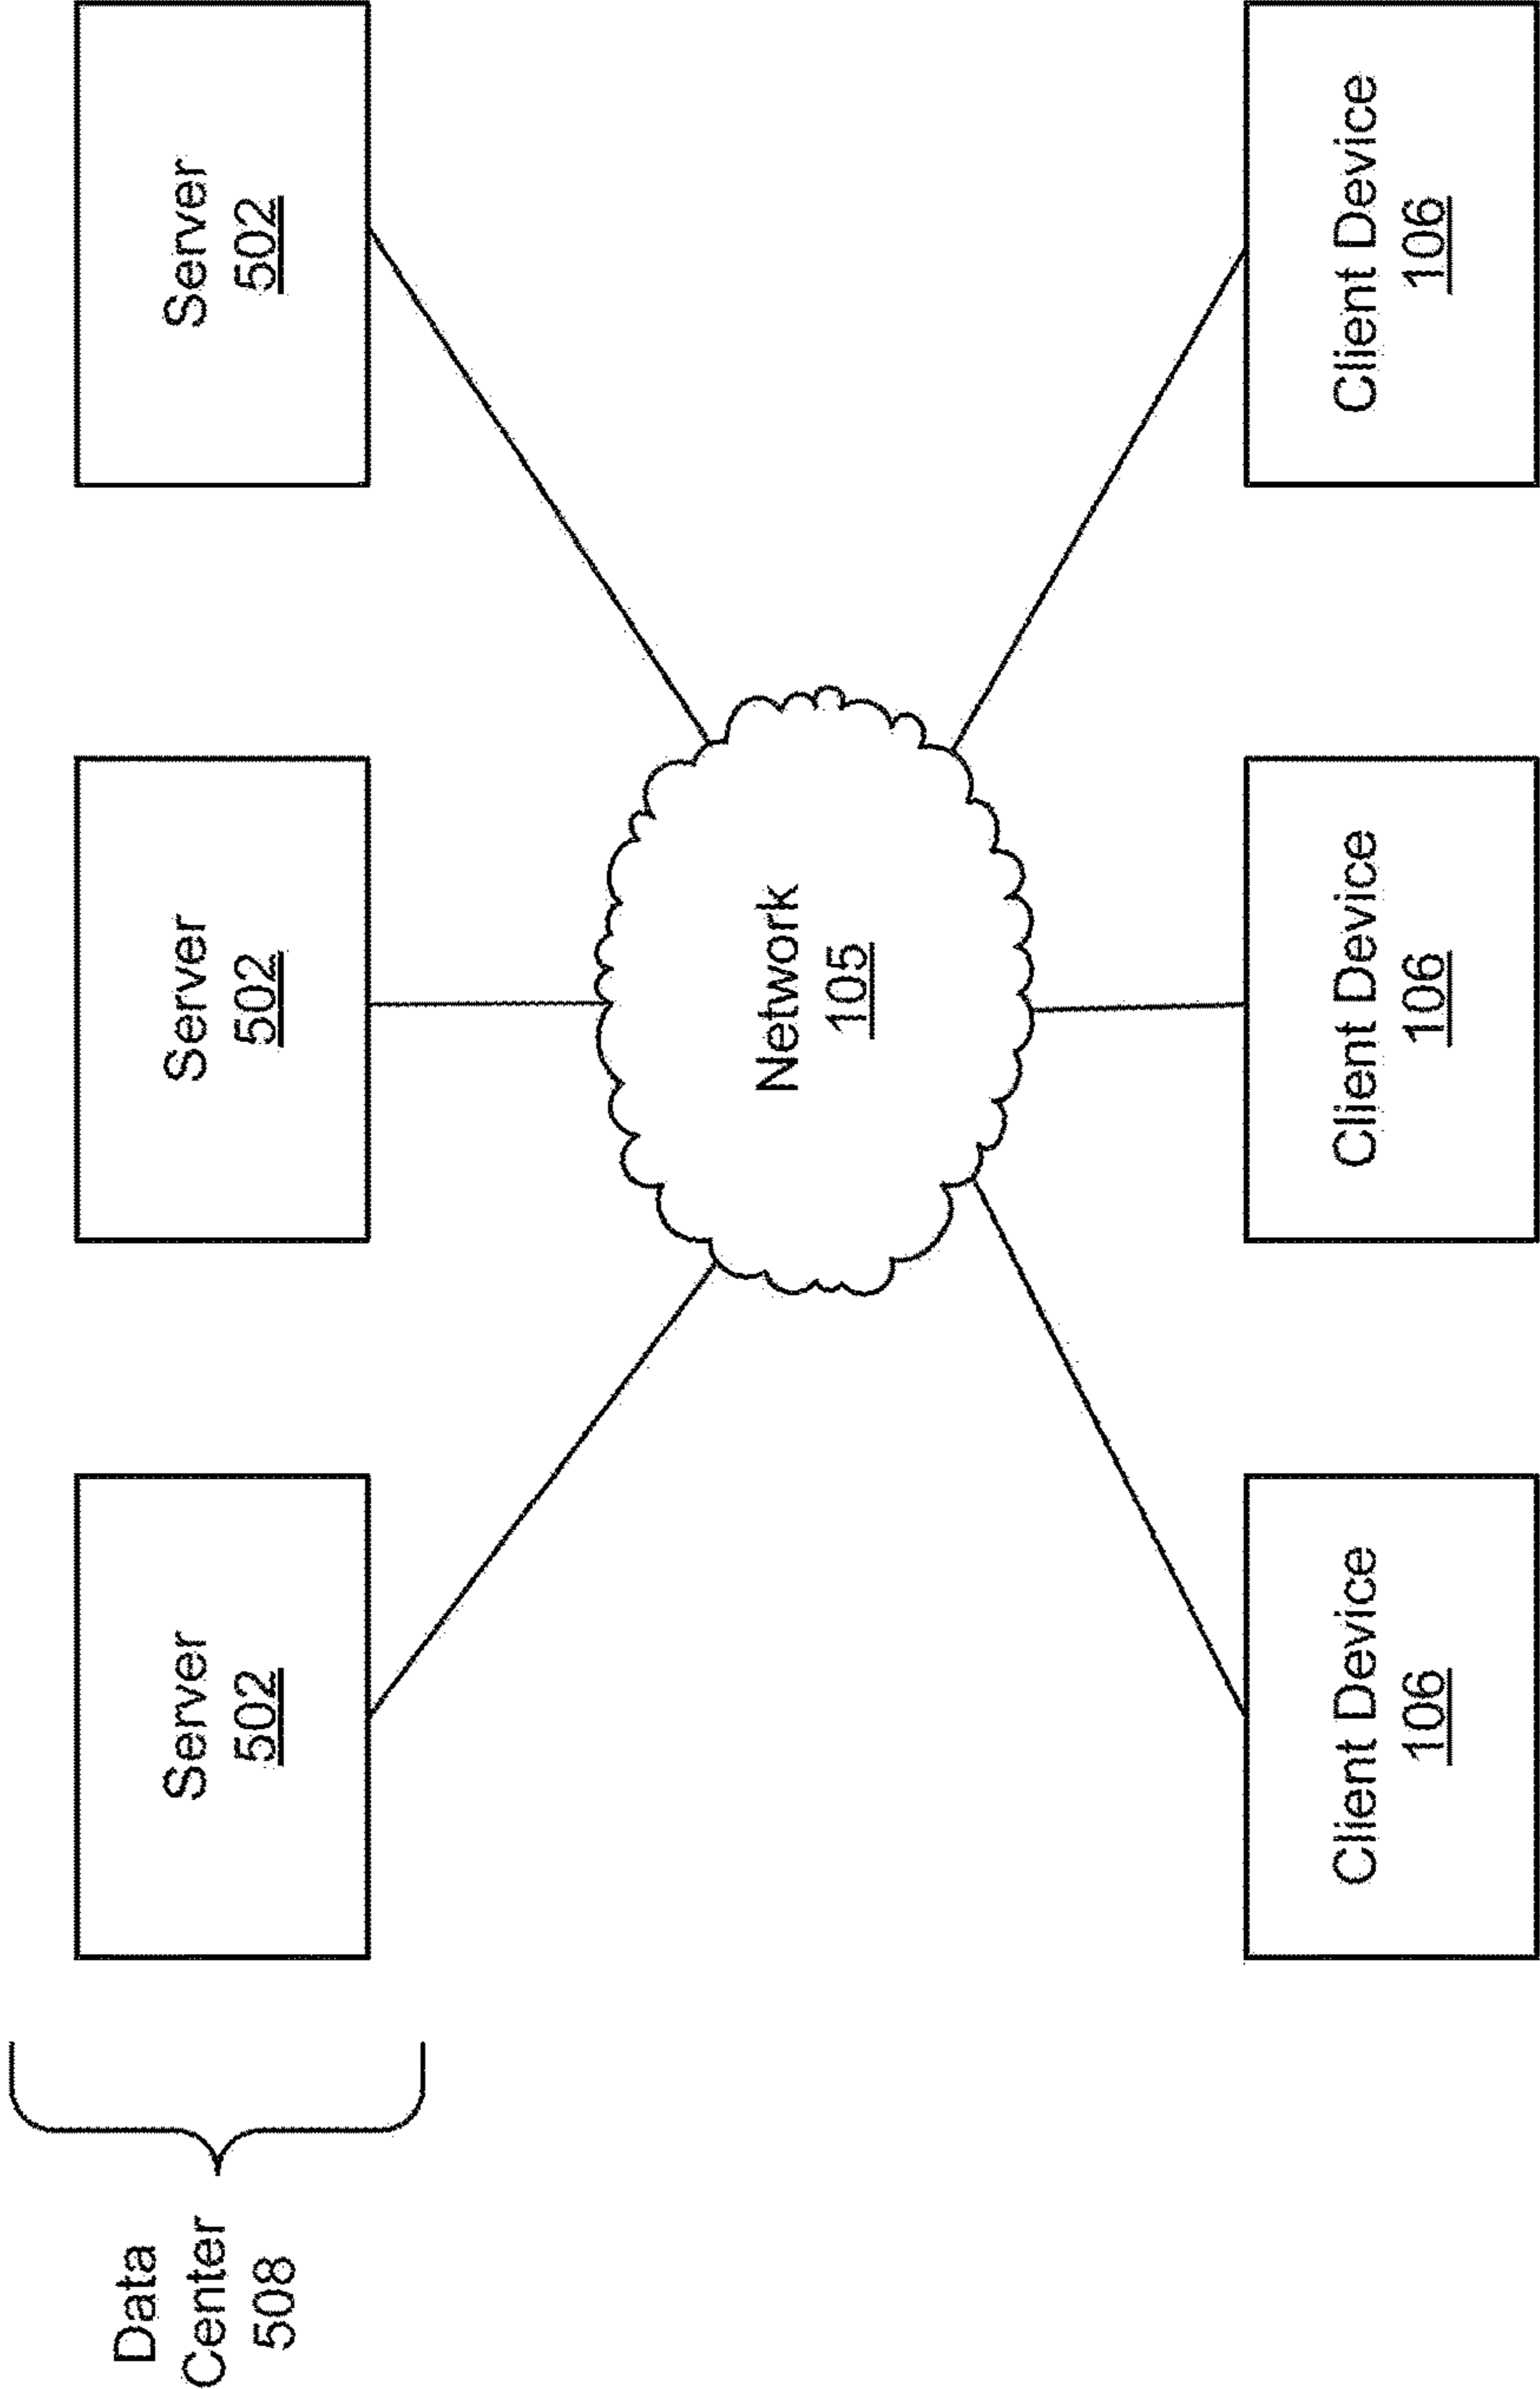 Data
Center
508
Server
502
Server
502
Server
502
Network
105
Client Device
106
Client Device
106
Client Device
106